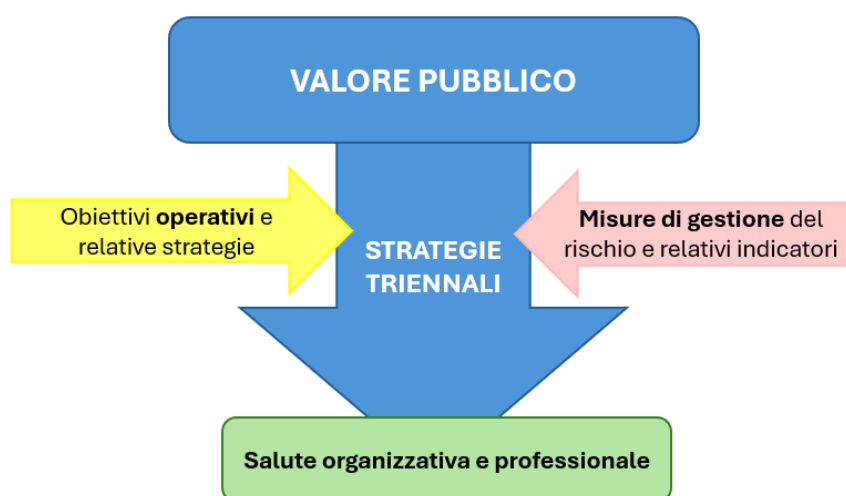 VALORE PUBBLICO
Obiettivi operativi e
relative strategie
STRATEGIE
TRIENNALI
Misure di gestione del
rischio e relativi indicatori
Salute organizzativa e professionale